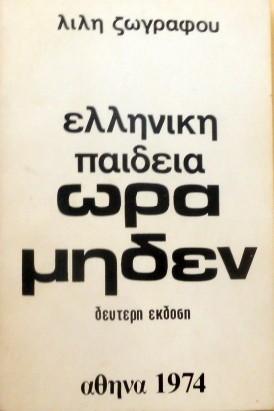 λιλη ζωγραφου
ελληνικη
παιδεια
ωρα
μηδεν
δευτερη εκδοση
αθηνα 1974